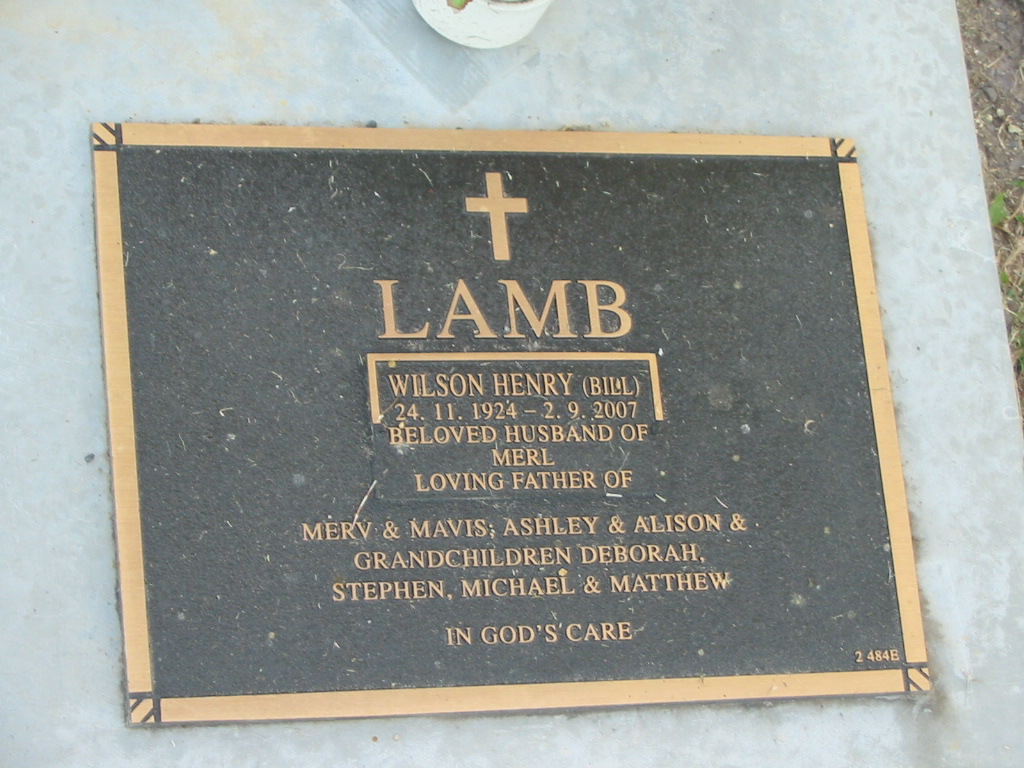 LAMB
WILSON HENRY (BILL)
24. 11. 1924 – 2. 9. 2007
BELOVED HUSBAND OF
MERL
LOVING FATHER OF
MERV & MAVIS, ASHLEY & ALISON &
GRANDCHILDREN DEBORAH,
STEPHEN, MICHAEL & MATTHEW
IN GOD'S CARE
2 484E